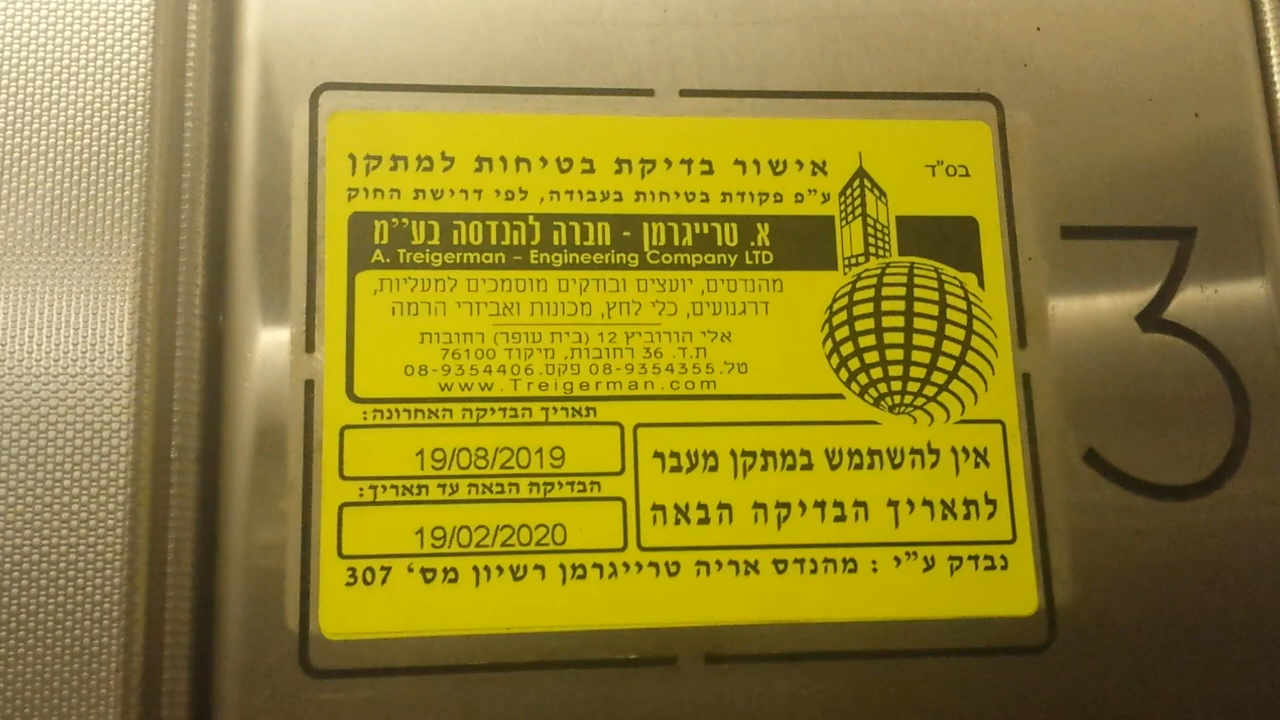 בס"ד
אישור בדיקת בטיחות למתקן
ע"פ פקודת בטיחות בעבודה, לפי דרישת החוק
א. טרייגרמן - חברה להנדסה בע"מ
A. Treigerman - Engineering Company LTD
מהנדסים, יועצים ובודקים מוסמכים למעליות,
דרגנועים, כלי לחץ, מכונות ואביזרי הרמה
אלי הורוביץ 12 (בית עופר) רחובות
ת.ד. 36 רחובות, מיקוד 76100
טל.08-9354355 פקס.08-9354406
www.Treigerman.com
תאריך הבדיקה האחרונה:
19/08/2019
הבדיקה הבאה עד תאריך:
19/02/2020
אין להשתמש במתקן מעבר
לתאריך הבדיקה הבאה
נבדק ע"י : מהנדס אריה טרייגרמן רשיון מס' 307
3